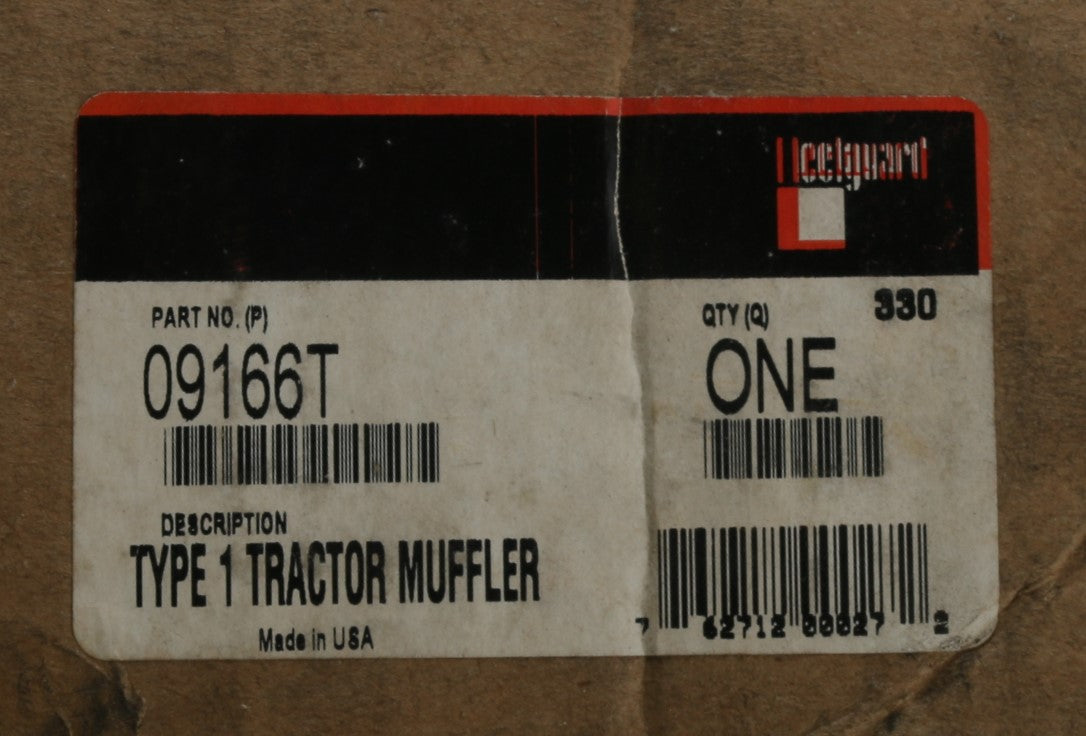 Fleetguard
330
PART NO. (P)
09166T
QTY (Q)
ONE
DESCRIPTION
TYPE 1 TRACTOR MUFFLER
7 62712 00027 2
Made in USA